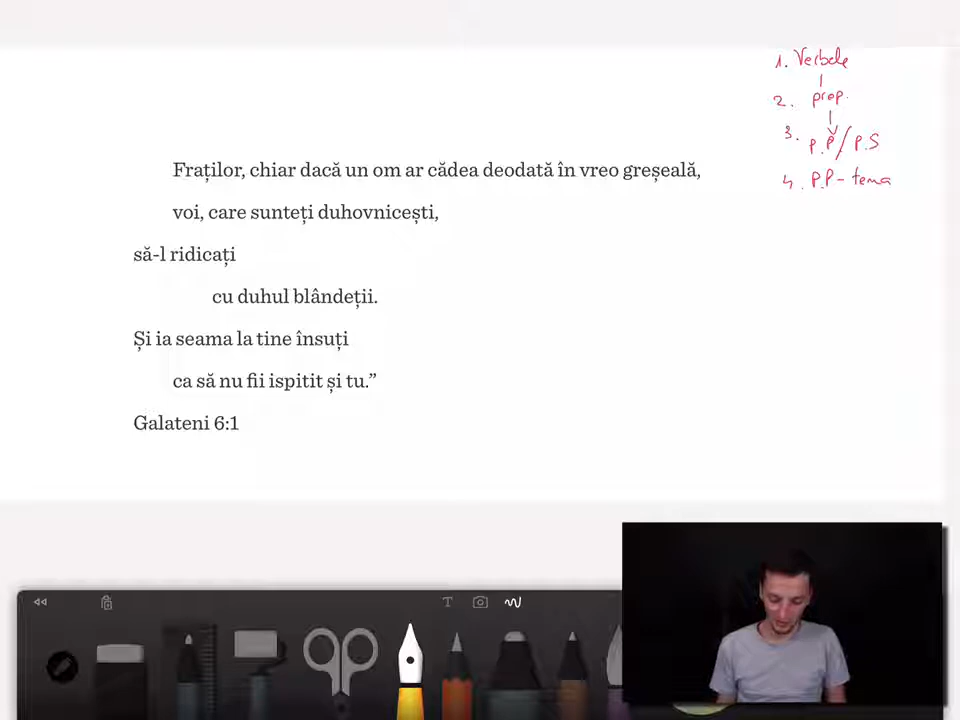 1. Verbele
2. prop.
3. P.P/P.S
4. P.P - tema
Fraților, chiar dacă un om ar cădea deodată în vreo greșeală,
voi, care sunteți duhovnicești,
să-l ridicați
cu duhul blândeții.
Și ia seama la tine însuți
ca să nu fii ispitit și tu.”
Galateni 6:1
T